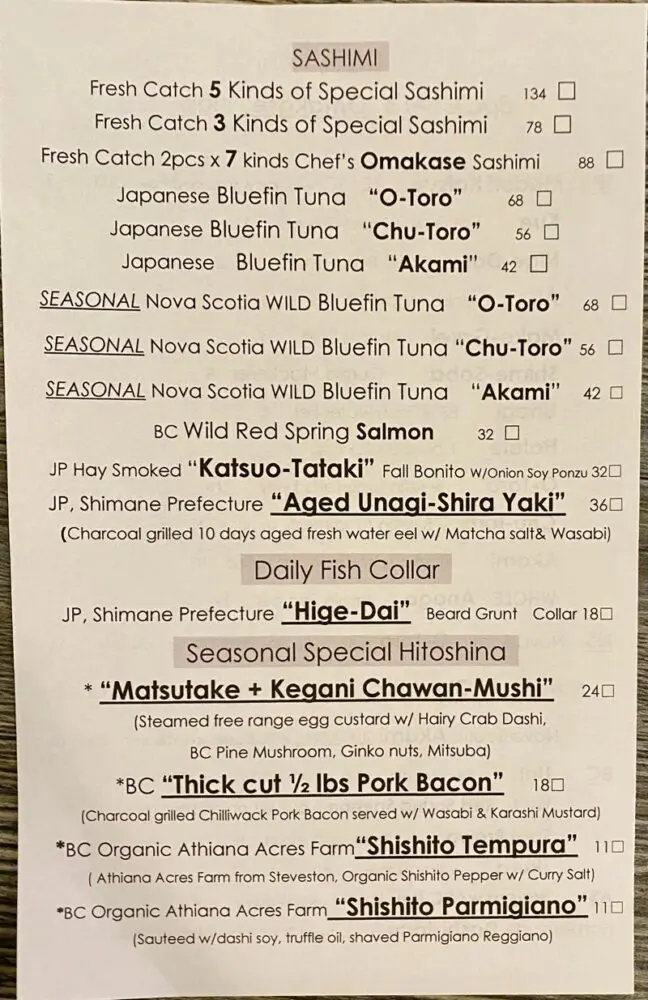 SASHIMI
Fresh Catch 5 Kinds of Special Sashimi 134 ☐
Fresh Catch 3 Kinds of Special Sashimi 78 ☐
Fresh Catch 2pcs x 7 kinds Chef's Omakase Sashimi 88 ☐
Japanese Bluefin Tuna "O-Toro" 68 ☐
Japanese Bluefin Tuna "Chu-Toro" 56 ☐
Japanese Bluefin Tuna "Akami" 42 ☐
SEASONAL Nova Scotia WILD Bluefin Tuna "O-Toro" 68 ☐
SEASONAL Nova Scotia WILD Bluefin Tuna "Chu-Toro" 56 ☐
SEASONAL Nova Scotia WILD Bluefin Tuna "Akami" 42 ☐
BC Wild Red Spring Salmon 32 ☐
JP Hay Smoked "Katsuo-Tataki" Fall Bonito w/Onion Soy Ponzu 32☐
JP, Shimane Prefecture "Aged Unagi-Shira Yaki" 36☐
(Charcoal grilled 10 days aged fresh water eel w/ Matcha salt& Wasabi)
Daily Fish Collar
JP, Shimane Prefecture "Hige-Dai" Beard Grunt Collar 18☐
Seasonal Special Hitoshina
* "Matsutake + Kegani Chawan-Mushi" 24☐
(Steamed free range egg custard w/ Hairy Crab Dashi,
BC Pine Mushroom, Ginko nuts, Mitsuba)
*BC "Thick cut ½ lbs Pork Bacon" 18☐
(Charcoal grilled Chilliwack Pork Bacon served w/ Wasabi & Karashi Mustard)
*BC Organic Athiana Acres Farm"Shishito Tempura" 11☐
( Athiana Acres Farm from Steveston, Organic Shishito Pepper w/ Curry Salt)
*BC Organic Athiana Acres Farm "Shishito Parmigiano" 11☐
(Sauteed w/dashi soy, truffle oil, shaved Parmigiano Reggiano)